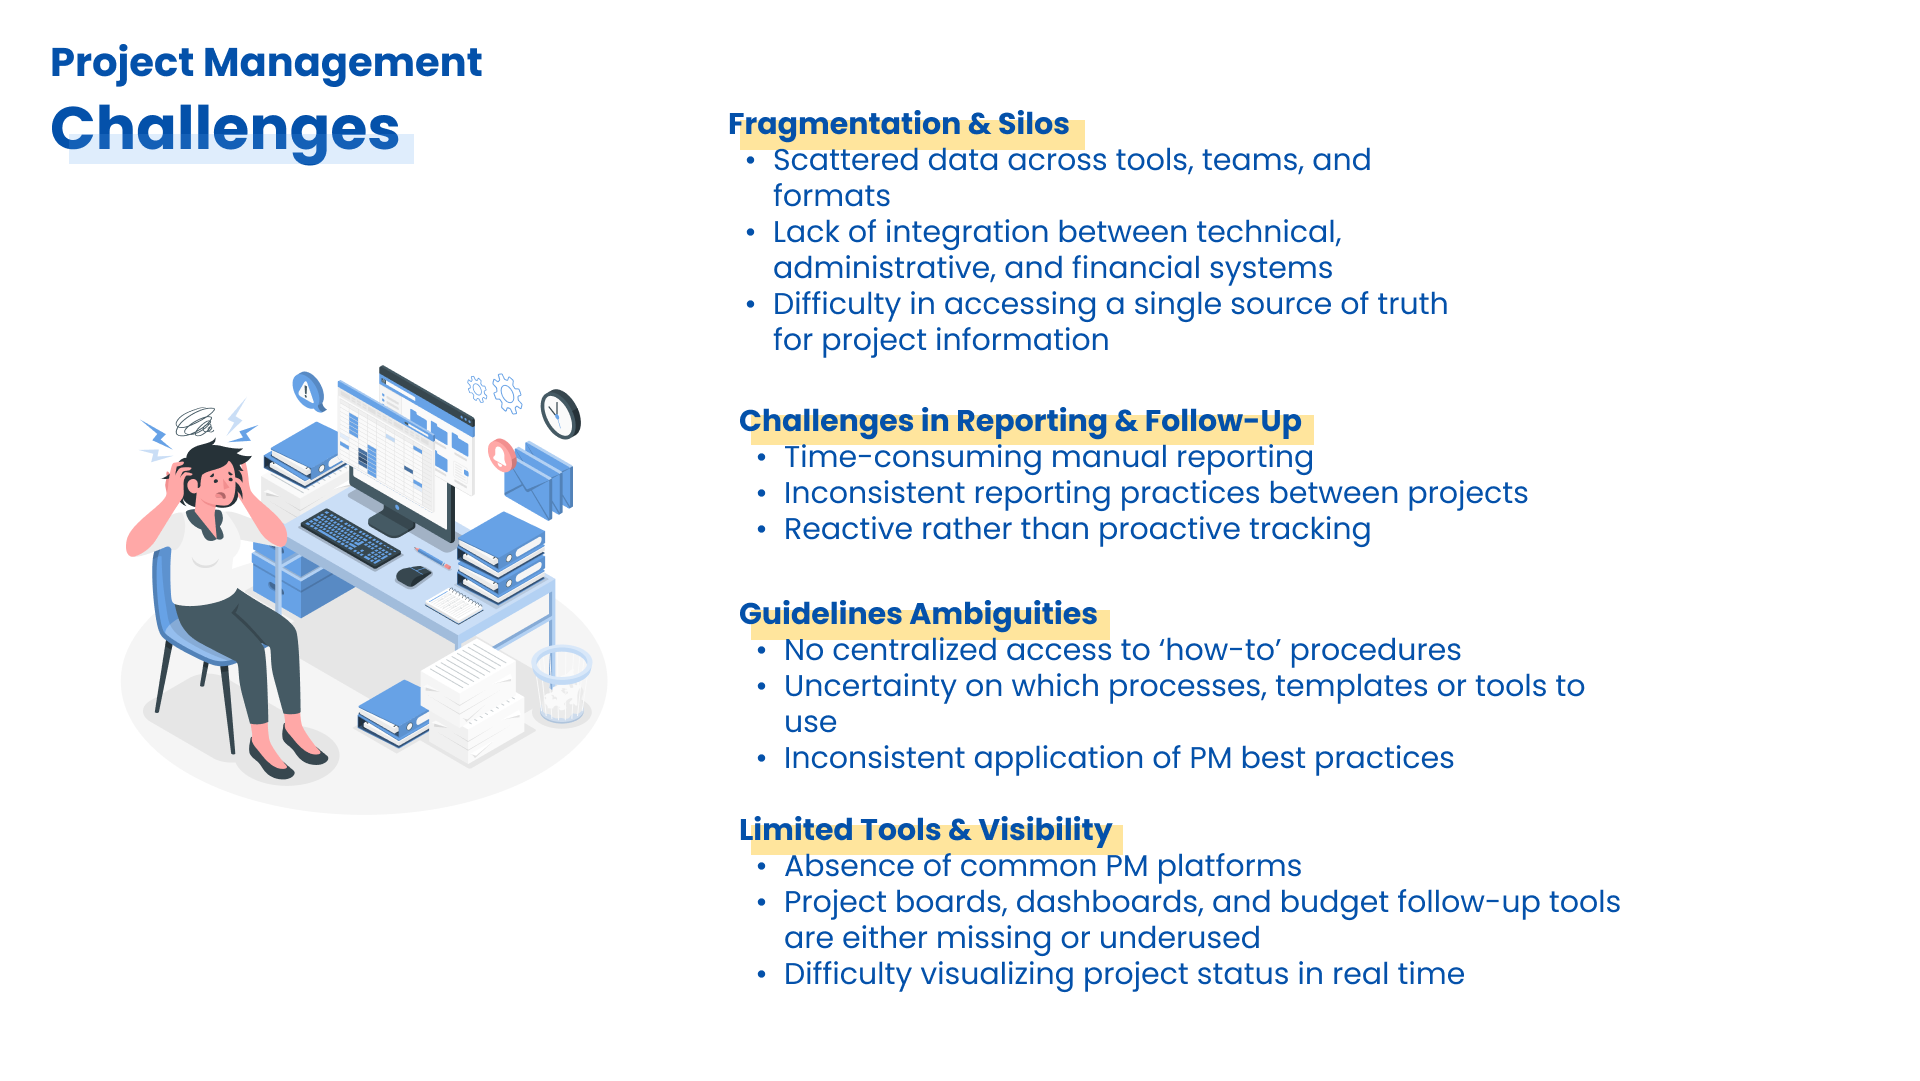 Project Management
Challenges
Fragmentation & Silos
• Scattered data across tools, teams, and
formats
• Lack of integration between technical,
administrative, and financial systems
• Difficulty in accessing a single source of truth
for project information
Challenges in Reporting & Follow-Up
• Time-consuming manual reporting
• Inconsistent reporting practices between projects
• Reactive rather than proactive tracking
Guidelines Ambiguities
• No centralized access to ‘how-to’ procedures
• Uncertainty on which processes, templates or tools to
use
• Inconsistent application of PM best practices
Limited Tools & Visibility
• Absence of common PM platforms
• Project boards, dashboards, and budget follow-up tools
are either missing or underused
• Difficulty visualizing project status in real time